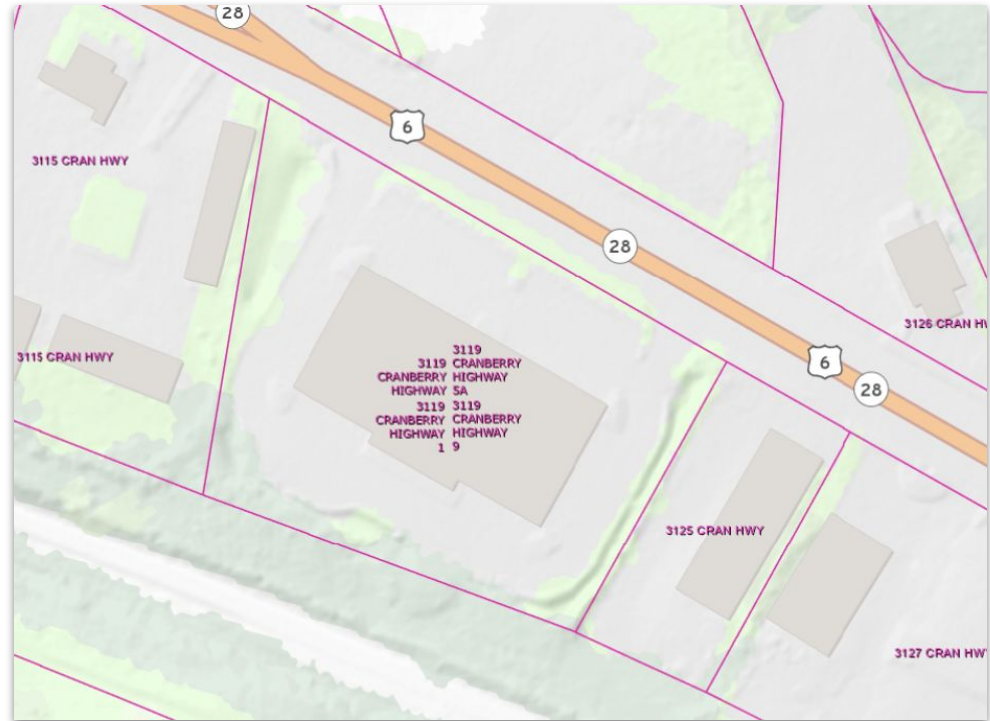 28
6
3115 CRAN HWY
28
3126 CRAN HW
3115 CRAN HWY
3119
3119 CRANBERRY
CRANBERRY HIGHWAY
HIGHWAY 5A
3119 3119
CRANBERRY CRANBERRY
HIGHWAY HIGHWAY
1 9
6
28
3125 CRAN HWY
3127 CRAN HW